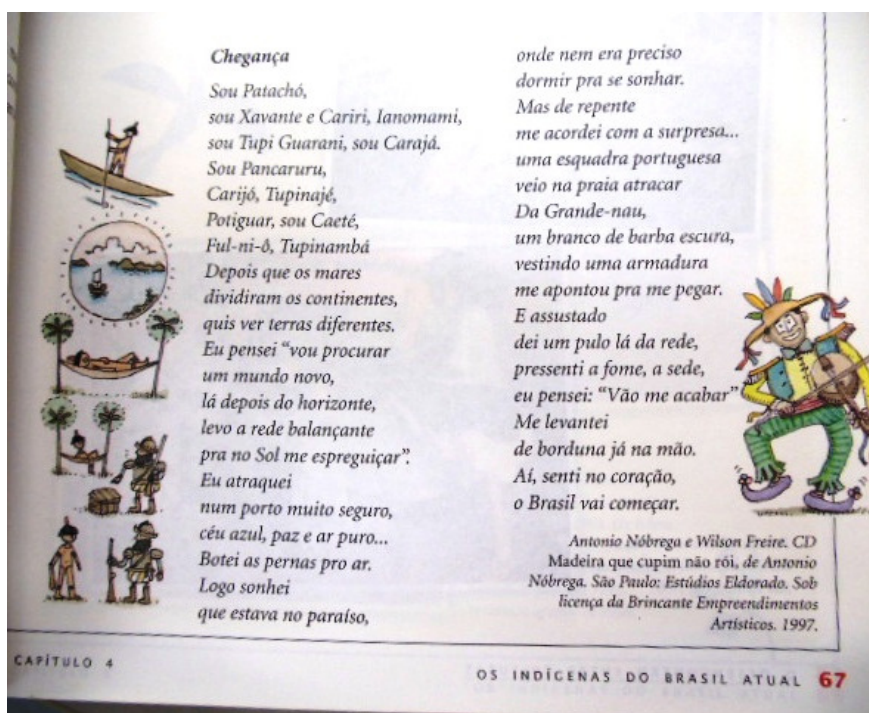 Chegança
Sou Patachó,
sou Xavante e Cariri, Ianomami,
sou Tupi Guarani, sou Carajá.
Sou Pancaruru,
Carijó, Tupinajé,
Potiguar, sou Caeté,
Ful-ni-ô, Tupinambá
Depois que os mares
dividiram os continentes,
quis ver terras diferentes.
Eu pensei “vou procurar
um mundo novo,
lá depois do horizonte,
levo a rede balançante
pra no Sol me espreguiçar”.
Eu atraquei
num porto muito seguro,
céu azul, paz e ar puro...
Botei as pernas pro ar.
Logo sonhei
que estava no paraíso,
onde nem era preciso
dormir pra se sonhar.
Mas de repente
me acordei com a surpresa...
uma esquadra portuguesa
veio na praia atracar
Da Grande-nau,
um branco de barba escura,
vestindo uma armadura
me apontou pra me pegar.
E assustado
dei um pulo lá da rede,
pressenti a fome, a sede,
eu pensei: “Vão me acabar”
Me levantei
de borduna já na mão.
Aí, senti no coração,
o Brasil vai começar.
Antonio Nóbrega e Wilson Freire. CD
Madeira que cupim não rói, de Antonio
Nóbrega. São Paulo: Estúdios Eldorado. Sob
licença da Brincante Empreendimentos
Artísticos. 1997.
CAPÍTULO 4
OS INDÍGENAS DO BRASIL ATUAL 67